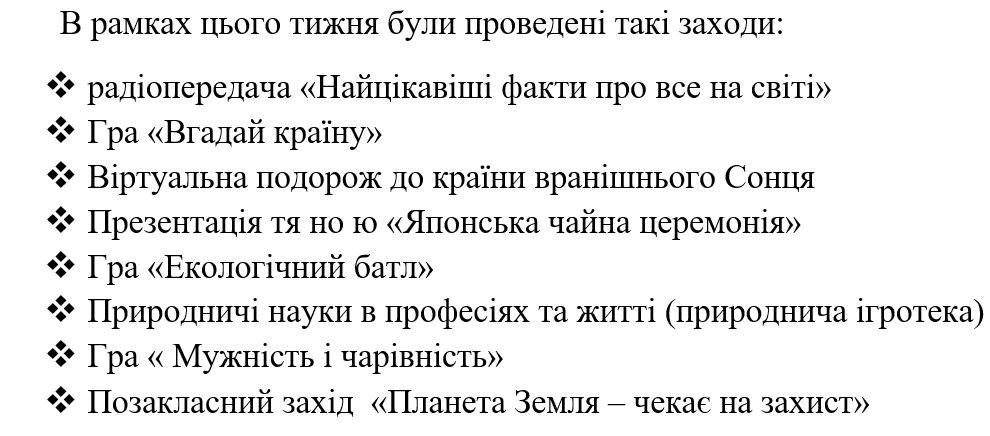 В рамках цього тижня були проведені такі заходи:
❖ радіопередача «Найцікавіші факти про все на світі»
❖ Гра «Вгадай країну»
❖ Віртуальна подорож до країни вранішнього Сонця
❖ Презентація тя но ю «Японська чайна церемонія»
❖ Гра «Екологічний батл»
❖ Природничі науки в професіях та житті (природнича ігротека)
❖ Гра « Мужність і чарівність»
❖ Позакласний захід «Планета Земля – чекає на захист»